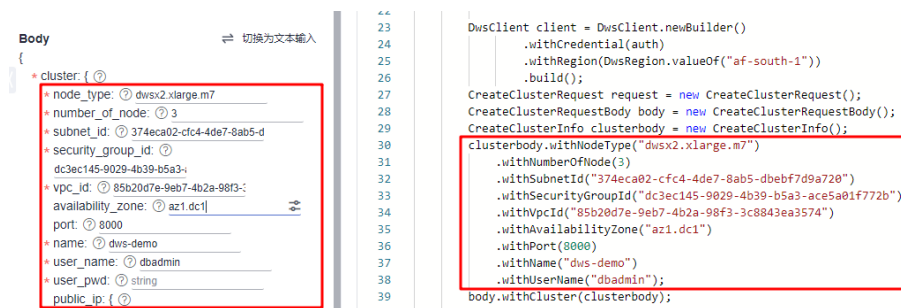 Body
⇌ 切换为文本输入
{
* cluster: { ?
* node_type: ? dwsx2.xlarge.m7
* number_of_node: ? 3
* subnet_id: ? 374eca02-cfc4-4de7-8ab5-d
* security_group_id: ?
dc3ec145-9029-4b39-b5a3-
* vpc_id: ? 85b20d7e-9eb7-4b2a-98f3-
availability_zone: ? az1.dc1
port: ? 8000
* name: ? dws-demo
* user_name: ? dbadmin
* user_pwd: ? string
public_ip: { ?
22
23 DwsClient client = DwsClient.newBuilder()
24 .withCredential(auth)
25 .withRegion(DwsRegion.valueOf("af-south-1"))
26 .build();
27 CreateClusterRequest request = new CreateClusterRequest();
28 CreateClusterRequestBody body = new CreateClusterRequestBody();
29 CreateClusterInfo clusterbody = new CreateClusterInfo();
30 clusterbody.withNodeType("dwsx2.xlarge.m7")
31 .withNumberOfNode(3)
32 .withSubnetId("374eca02-cfc4-4de7-8ab5-dbebf7d9a720")
33 .withSecurityGroupId("dc3ec145-9029-4b39-b5a3-ace5a01f772b")
34 .withVpcId("85b20d7e-9eb7-4b2a-98f3-3c8843ea3574")
35 .withAvailabilityZone("az1.dc1")
36 .withPort(8000)
37 .withName("dws-demo")
38 .withUserName("dbadmin");
39 body.withCluster(clusterbody);